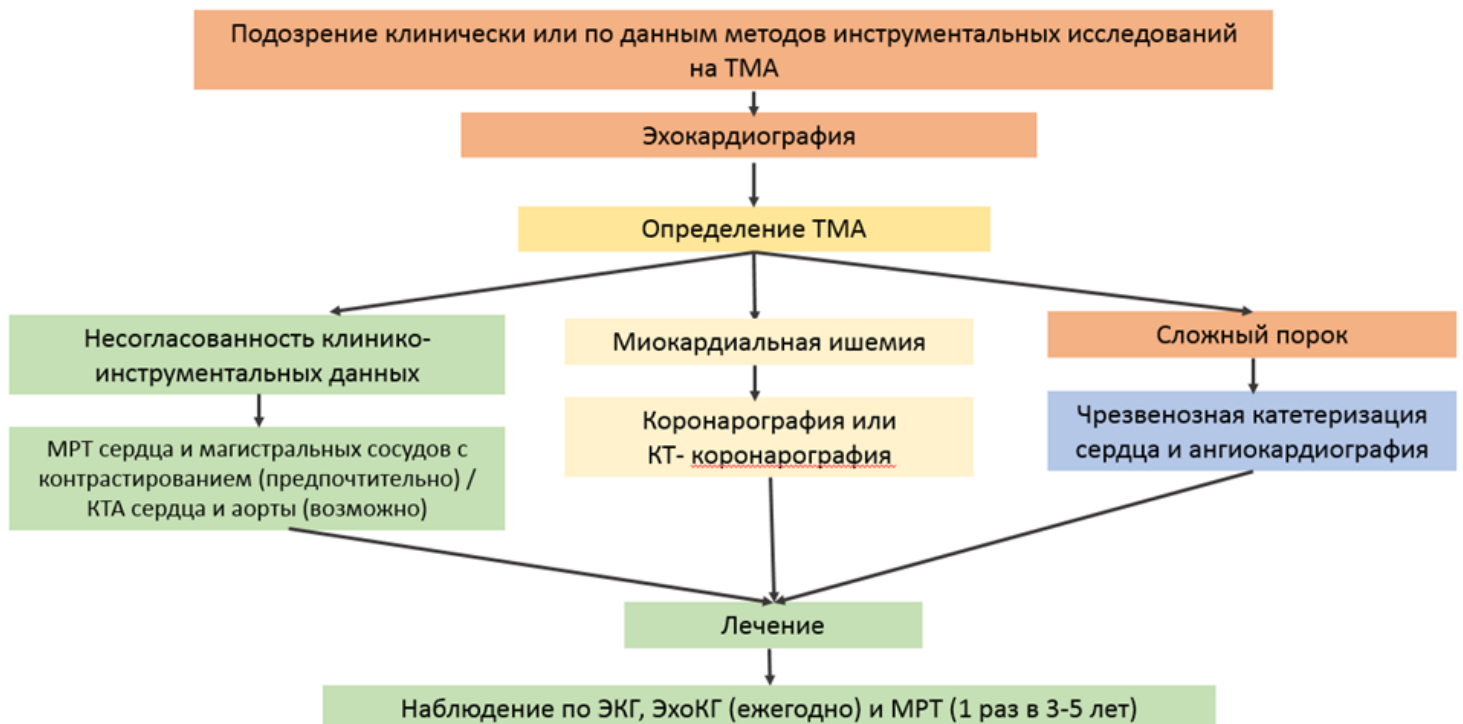 Подозрение клинически или по данным методов инструментальных исследований
на ТМА
Эхокардиография
Определение ТМА
Несогласованность клинико-
инструментальных данных
МРТ сердца и магистральных сосудов с
контрастированием (предпочтительно) /
КТА сердца и аорты (возможно)
Миокардиальная ишемия
Коронарография или
КТ- коронарография
Сложный порок
Чрезвенозная катетеризация
сердца и ангиокардиография
Лечение
Наблюдение по ЭКГ, ЭхоКГ (ежегодно) и МРТ (1 раз в 3-5 лет)